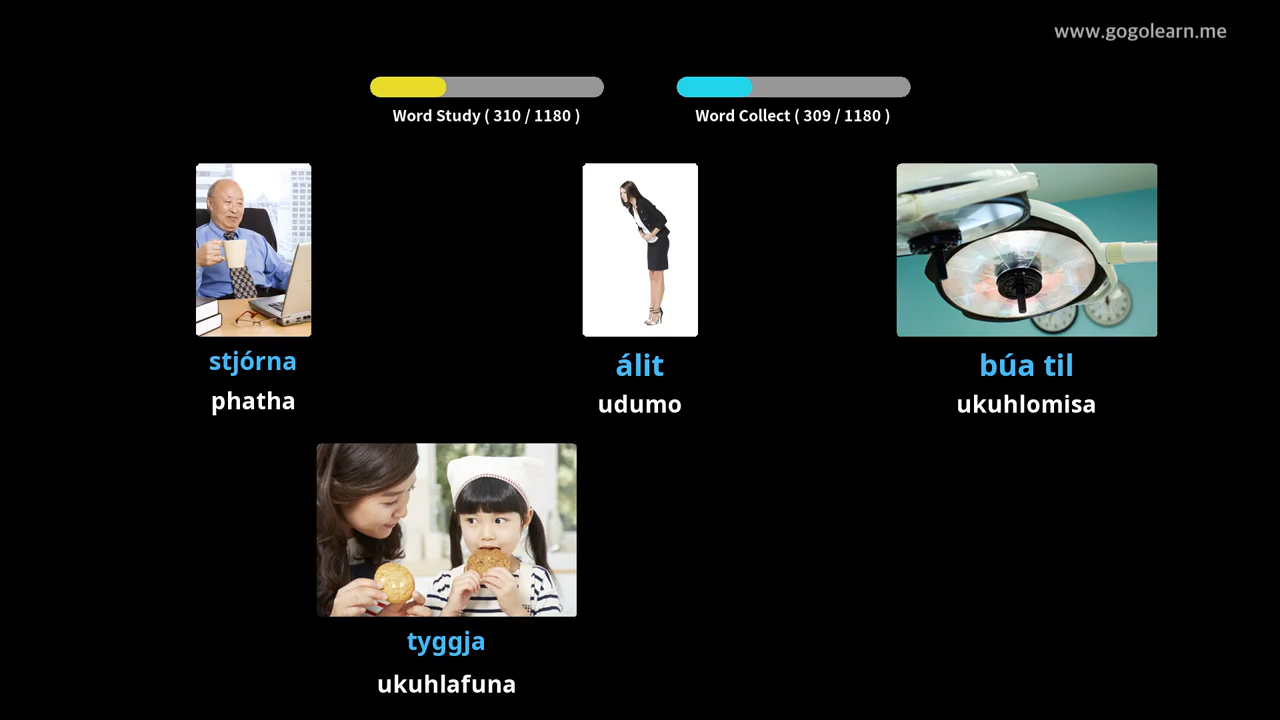 www.gogolearn.me
Word Study ( 310 / 1180 )
Word Collect ( 309 / 1180 )
stjórna
phatha
álit
udumo
búa til
ukuhlomisa
tyggja
ukuhlafuna